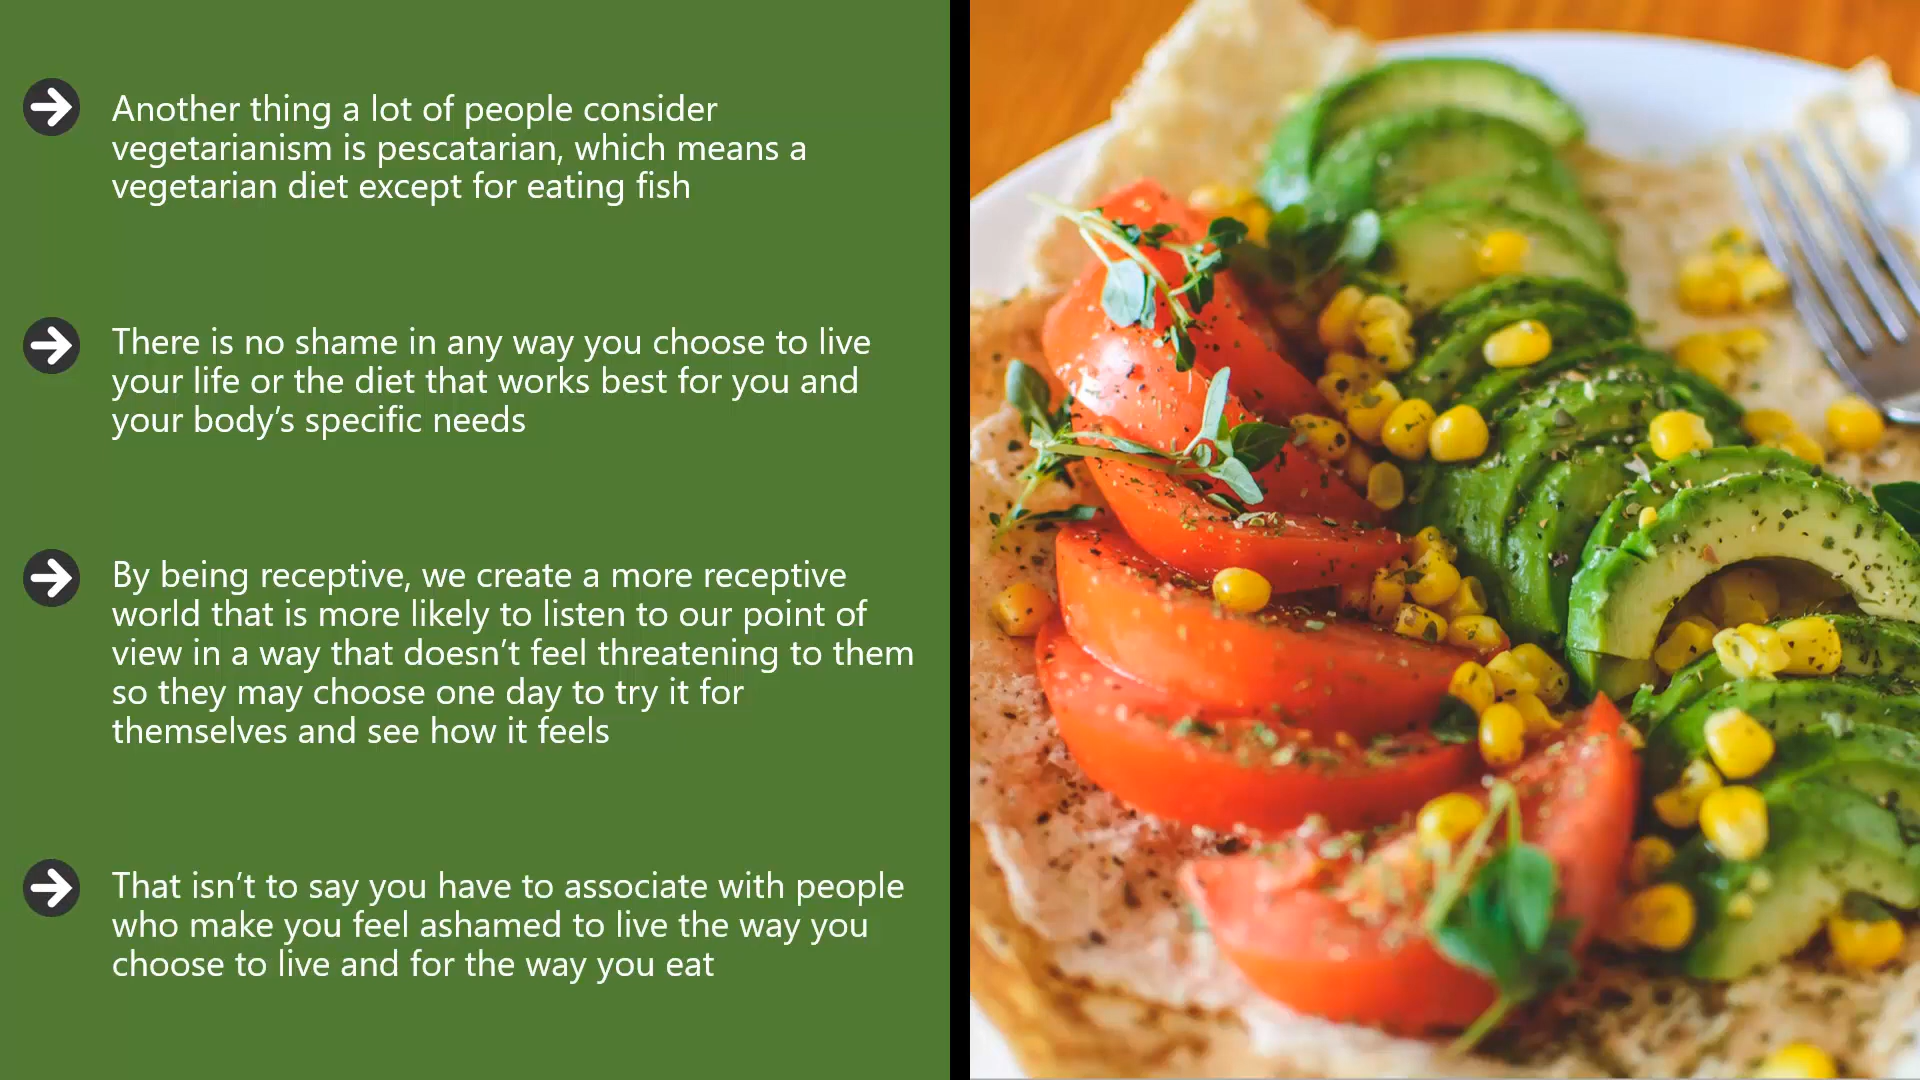 Another thing a lot of people consider
vegetarianism is pescatarian, which means a
vegetarian diet except for eating fish
There is no shame in any way you choose to live
your life or the diet that works best for you and
your body’s specific needs
By being receptive, we create a more receptive
world that is more likely to listen to our point of
view in a way that doesn’t feel threatening to them
so they may choose one day to try it for
themselves and see how it feels
That isn’t to say you have to associate with people
who make you feel ashamed to live the way you
choose to live and for the way you eat